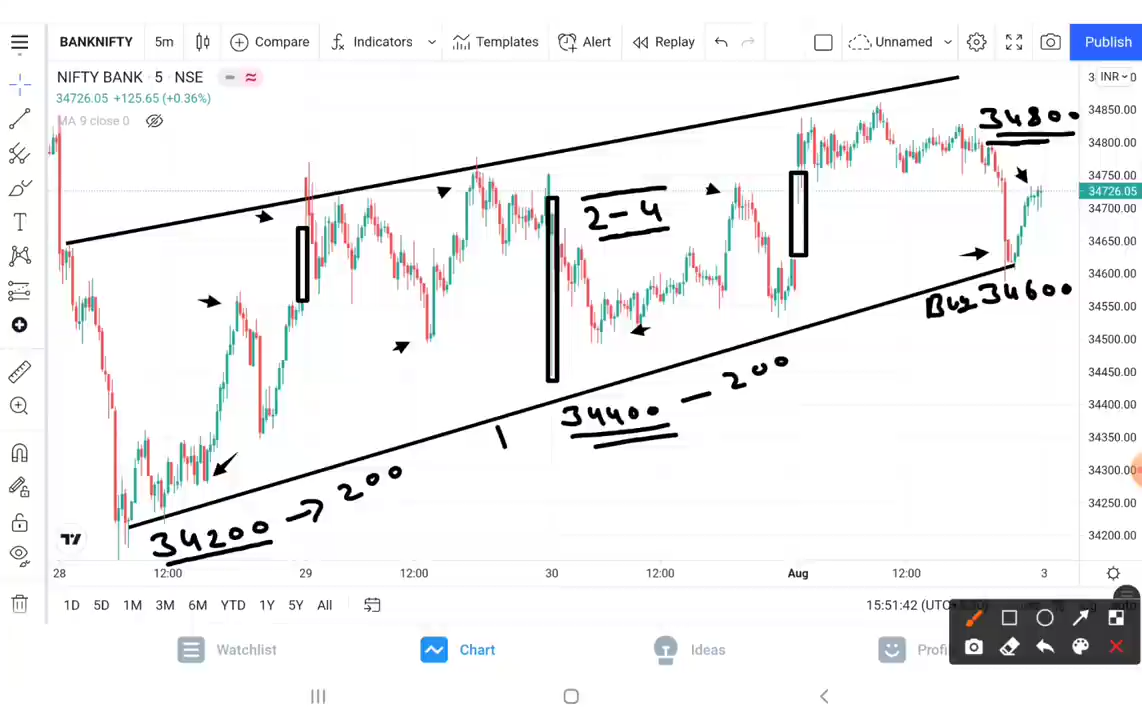 BANKNIFTY 5m Compare Indicators Templates Alert Replay Unnamed Publish
NIFTY BANK · 5 · NSE
34726.05 +125.65 (+0.36%)
MA 9 close 0
INR
34800
34850.00
34800.00
34750.00
34726.05
34700.00
34650.00
34600.00
34550.00
34500.00
34450.00
34400.00
34350.00
34300.00
34250.00
34200.00
2-4
Buy 34600
34400 - 200
34200 → 200
28 12:00 29 12:00 30 12:00 Aug 12:00 3
1D 5D 1M 3M 6M YTD 1Y 5Y All
15:51:42 (UTC
Watchlist Chart Ideas Profi